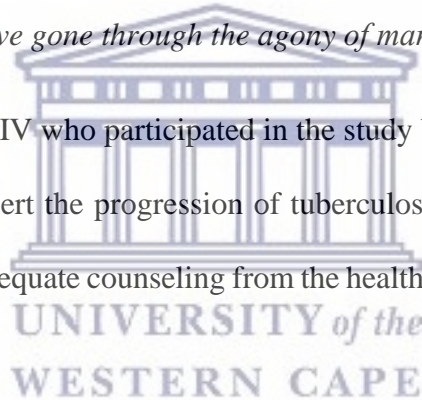 ve gone through the agony of mar
IV who participated in the study
ert the progression of tuberculos
equate counseling from the health
UNIVERSITY of the
WESTERN CAPE